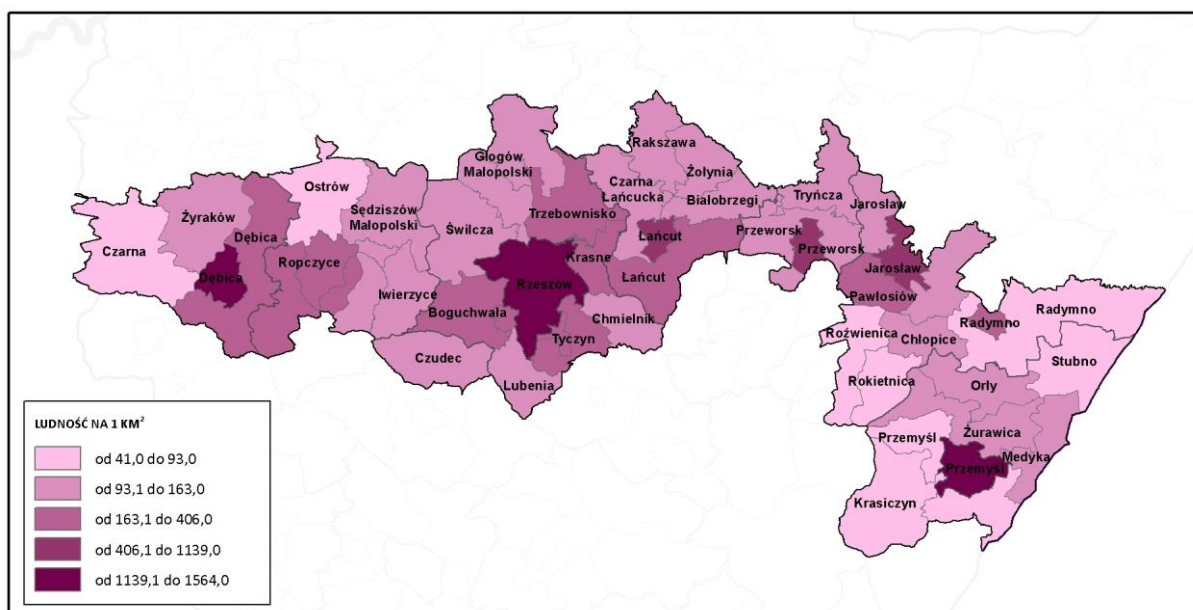 Rakszawa
Głogów
Małopolski
Żołynia
Ostrów
Czarna
Łańcucka
Białobrzegi
Tryńcza
Jarosław
Żyraków
Sędziszów
Małopolski
Trzebownisko
Czarna
Dębica
Świlcza
Łańcut
Przeworsk
Przeworsk
Ropczyce
Krasne
Jarosław
Dębica
Rzeszów
Łańcut
Iwierzyce
Pawłosiów
Boguchwała
Chmielnik
Radymno
Radymno
Roźwienica
Chłopice
Tyczyn
Czudec
Stubno
Lubenia
Rokietnica
Orły
Przemyśl
Żurawica
Medyka
Przemyśl
Krasiczyn
LUDNOŚĆ NA 1 KM²
od 41,0 do 93,0
od 93,1 do 163,0
od 163,1 do 406,0
od 406,1 do 1139,0
od 1139,1 do 1564,0